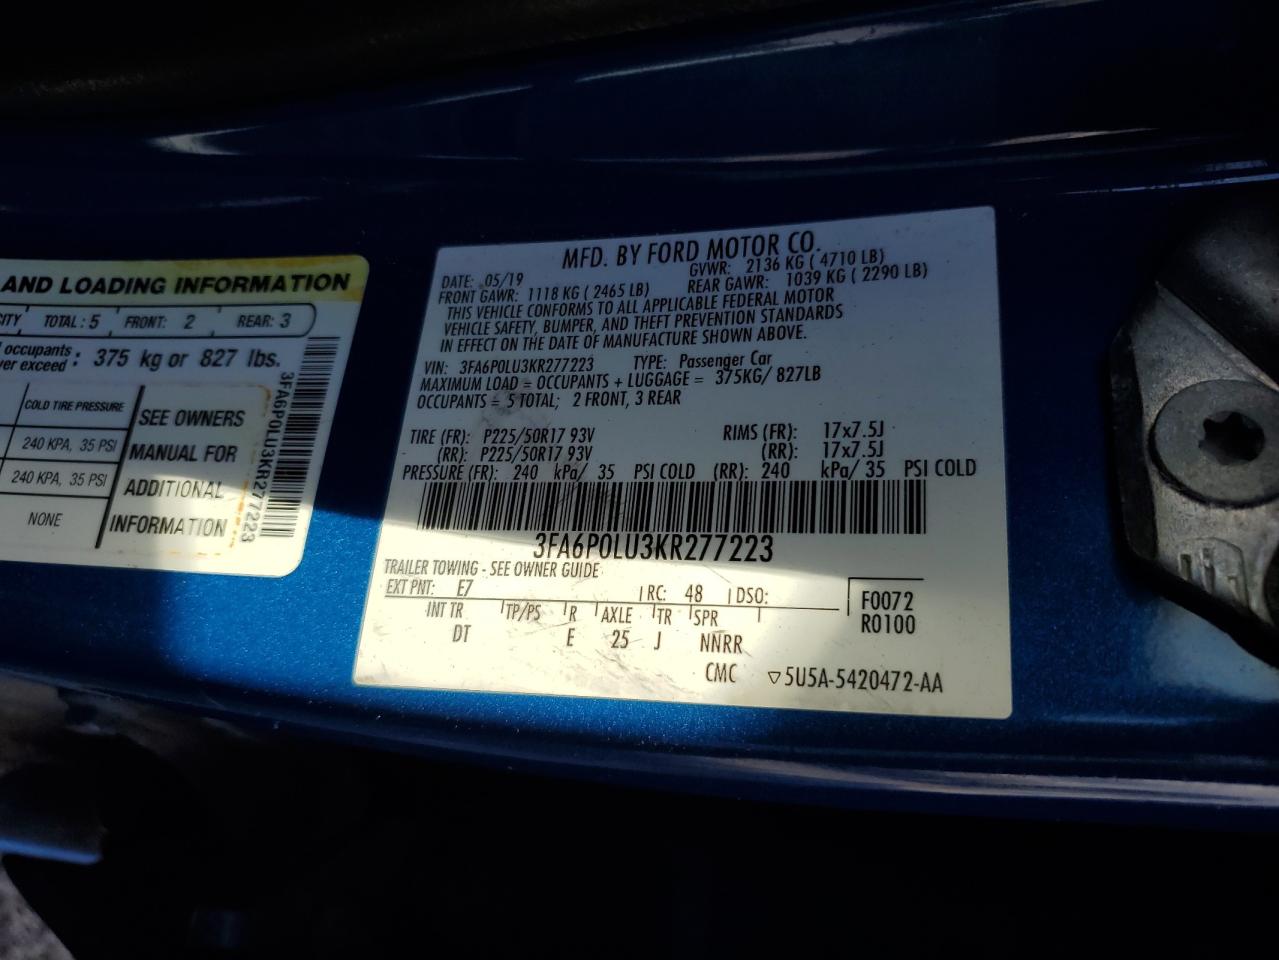 AND LOADING INFORMATION
CITY TOTAL: 5 FRONT: 2 REAR: 3
occupants
ver exceed: 375 kg or 827 lbs.
COLD TIRE PRESSURE
240 KPA, 35 PSI
240 KPA, 35 PSI
NONE
SEE OWNERS
MANUAL FOR
ADDITIONAL
INFORMATION
3FA6P0LU3KR277223
MFD. BY FORD MOTOR CO.
DATE: 05/19 GVWR: 2136 KG ( 4710 LB)
FRONT GAWR: 1118 KG ( 2465 LB) REAR GAWR: 1039 KG ( 2290 LB)
THIS VEHICLE CONFORMS TO ALL APPLICABLE FEDERAL MOTOR
VEHICLE SAFETY, BUMPER, AND THEFT PREVENTION STANDARDS
IN EFFECT ON THE DATE OF MANUFACTURE SHOWN ABOVE.
VIN: 3FA6P0LU3KR277223 TYPE: Passenger Car
MAXIMUM LOAD = OCCUPANTS + LUGGAGE = 375KG/ 827LB
OCCUPANTS = 5 TOTAL; 2 FRONT, 3 REAR
TIRE (FR): P225/50R17 93V RIMS (FR): 17x7.5J
(RR): P225/50R17 93V (RR): 17x7.5J
PRESSURE (FR): 240 kPa/ 35 PSI COLD (RR): 240 kPa/ 35 PSI COLD
3FA6P0LU3KR277223
TRAILER TOWING - SEE OWNER GUIDE
EXT PNT: E7 RC: 48 DSO: F0072
INT TR TP/PS R AXLE TR SPR R0100
DT E 25 J NNRR
CMC ▽5U5A-5420472-AA